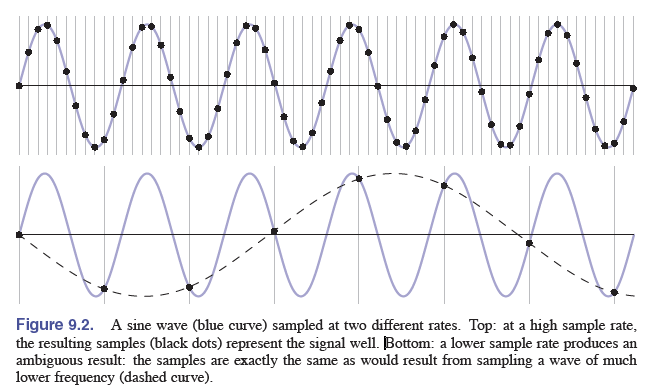 Figure 9.2. A sine wave (blue curve) sampled at two different rates. Top: at a high sample rate,
the resulting samples (black dots) represent the signal well. Bottom: a lower sample rate produces an
ambiguous result: the samples are exactly the same as would result from sampling a wave of much
lower frequency (dashed curve).